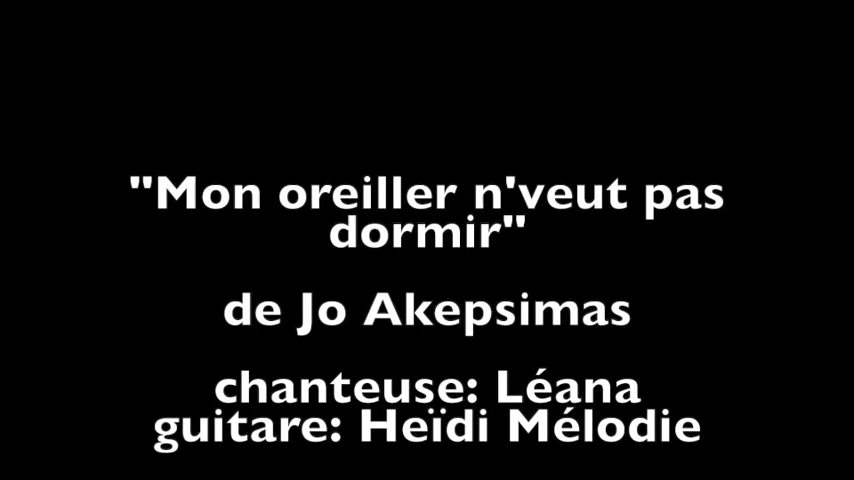 "Mon oreiller n'veut pas
dormir"
de Jo Akepsimas
chanteuse: Léana
guitare: Heïdi Mélodie